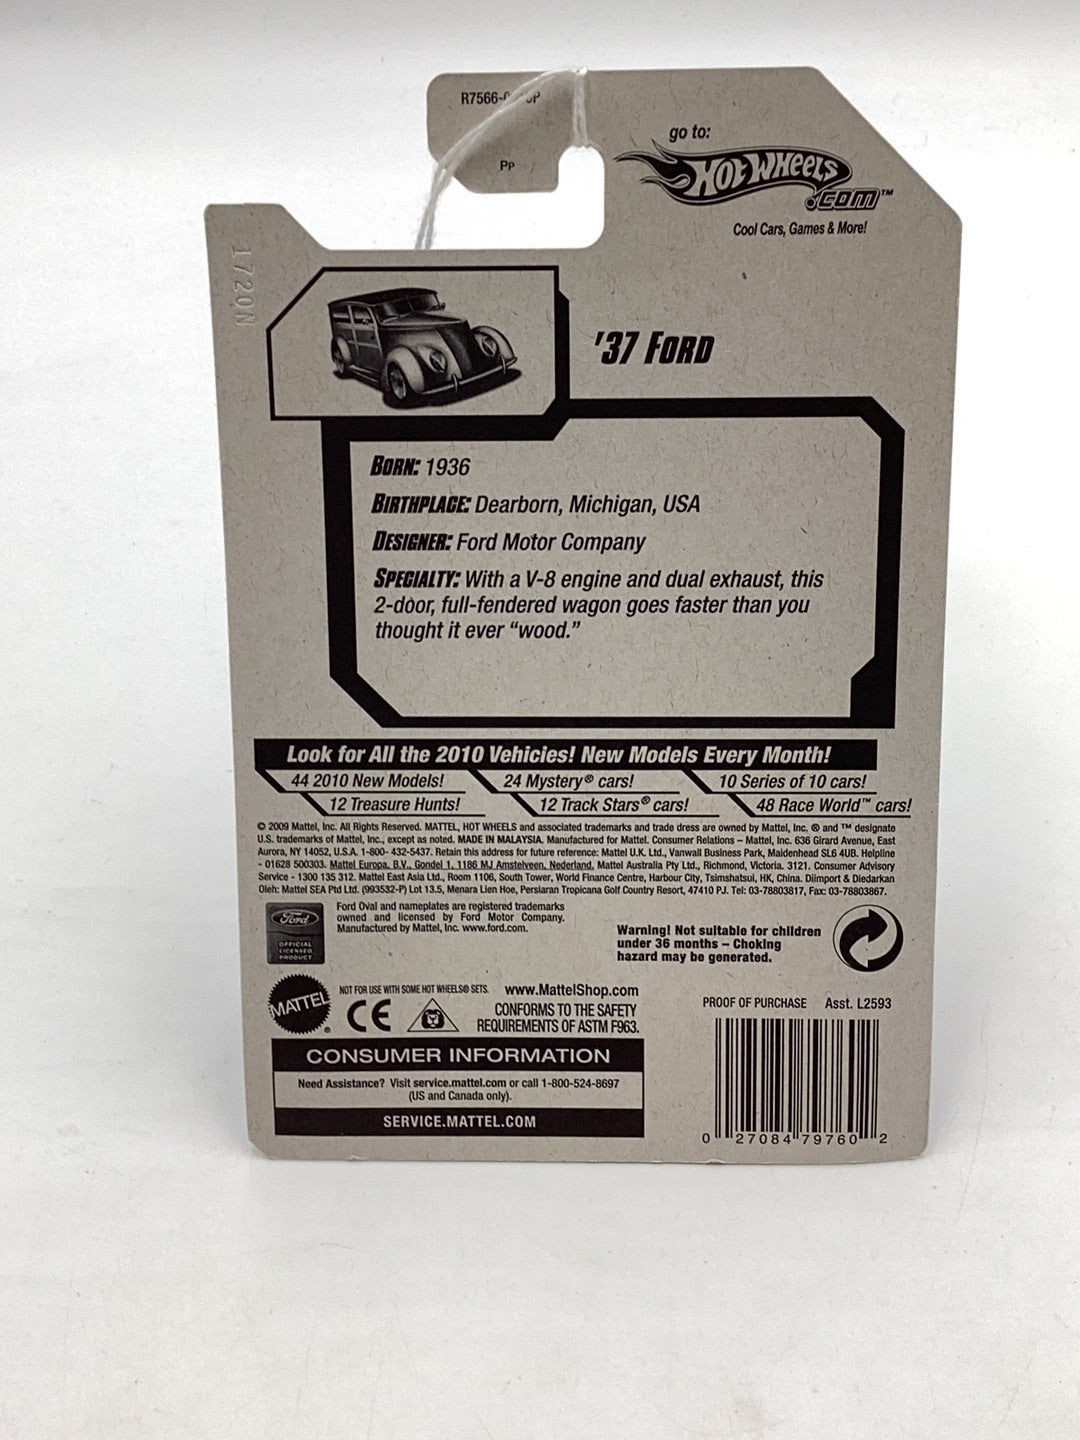 Pp
go to:
HOT WHEELS
.COM™
Cool Cars, Games & More!
1720N
'37 FORD
BORN: 1936
BIRTHPLACE: Dearborn, Michigan, USA
DESIGNER: Ford Motor Company
SPECIALTY: With a V-8 engine and dual exhaust, this
2-door, full-fendered wagon goes faster than you
thought it ever “wood.”
Look for All the 2010 Vehicles! New Models Every Month!
44 2010 New Models! 24 Mystery® cars! 10 Series of 10 cars!
12 Treasure Hunts! 12 Track Stars® cars! 48 Race World™ cars!
© 2009 Mattel, Inc. All Rights Reserved. MATTEL, HOT WHEELS and associated trademarks and trade dress are owned by Mattel, Inc. ® and ™ designate
U.S. trademarks of Mattel, Inc., except as noted. MADE IN MALAYSIA. Manufactured for Mattel. Consumer Relations – Mattel, Inc. 636 Girard Avenue, East
Aurora, NY 14052, U.S.A. 1-800- 432-5437. Retain this address for future reference: Mattel U.K. Ltd., Vanwall Business Park, Maidenhead SL6 4UB. Helpline
- 01628 500303. Mattel Europa, B.V., Gondel 1, 1186 MJ Amstelveen, Nederland. Mattel Australia Pty Ltd., Richmond, Victoria. 3121. Consumer Advisory
Service - 1300 135 312. Mattel East Asia Ltd., Room 1106, South Tower, World Finance Centre, Harbour City, Tsimshatsui, HK, China. Diimport & Diedarkan
Oleh: Mattel SEA Ptd Ltd. (993532-P) Lot 13.5, Menara Lien Hoe, Persiaran Tropicana Golf Country Resort, 47410 PJ. Tel: 03-78803817, Fax: 03-78803867.
Ford
OFFICIAL
LICENSED
PRODUCT
Ford Oval and nameplates are registered trademarks
owned and licensed by Ford Motor Company.
Manufactured by Mattel, Inc. www.ford.com.
Warning! Not suitable for children
under 36 months – Choking
hazard may be generated.
MATTEL®
NOT FOR USE WITH SOME HOT WHEELS® SETS. www.MattelShop.com
CE
CONFORMS TO THE SAFETY
REQUIREMENTS OF ASTM F963.
PROOF OF PURCHASE Asst. L2593
CONSUMER INFORMATION
Need Assistance? Visit service.mattel.com or call 1-800-524-8697
(US and Canada only).
SERVICE.MATTEL.COM
0 27084 79760 2